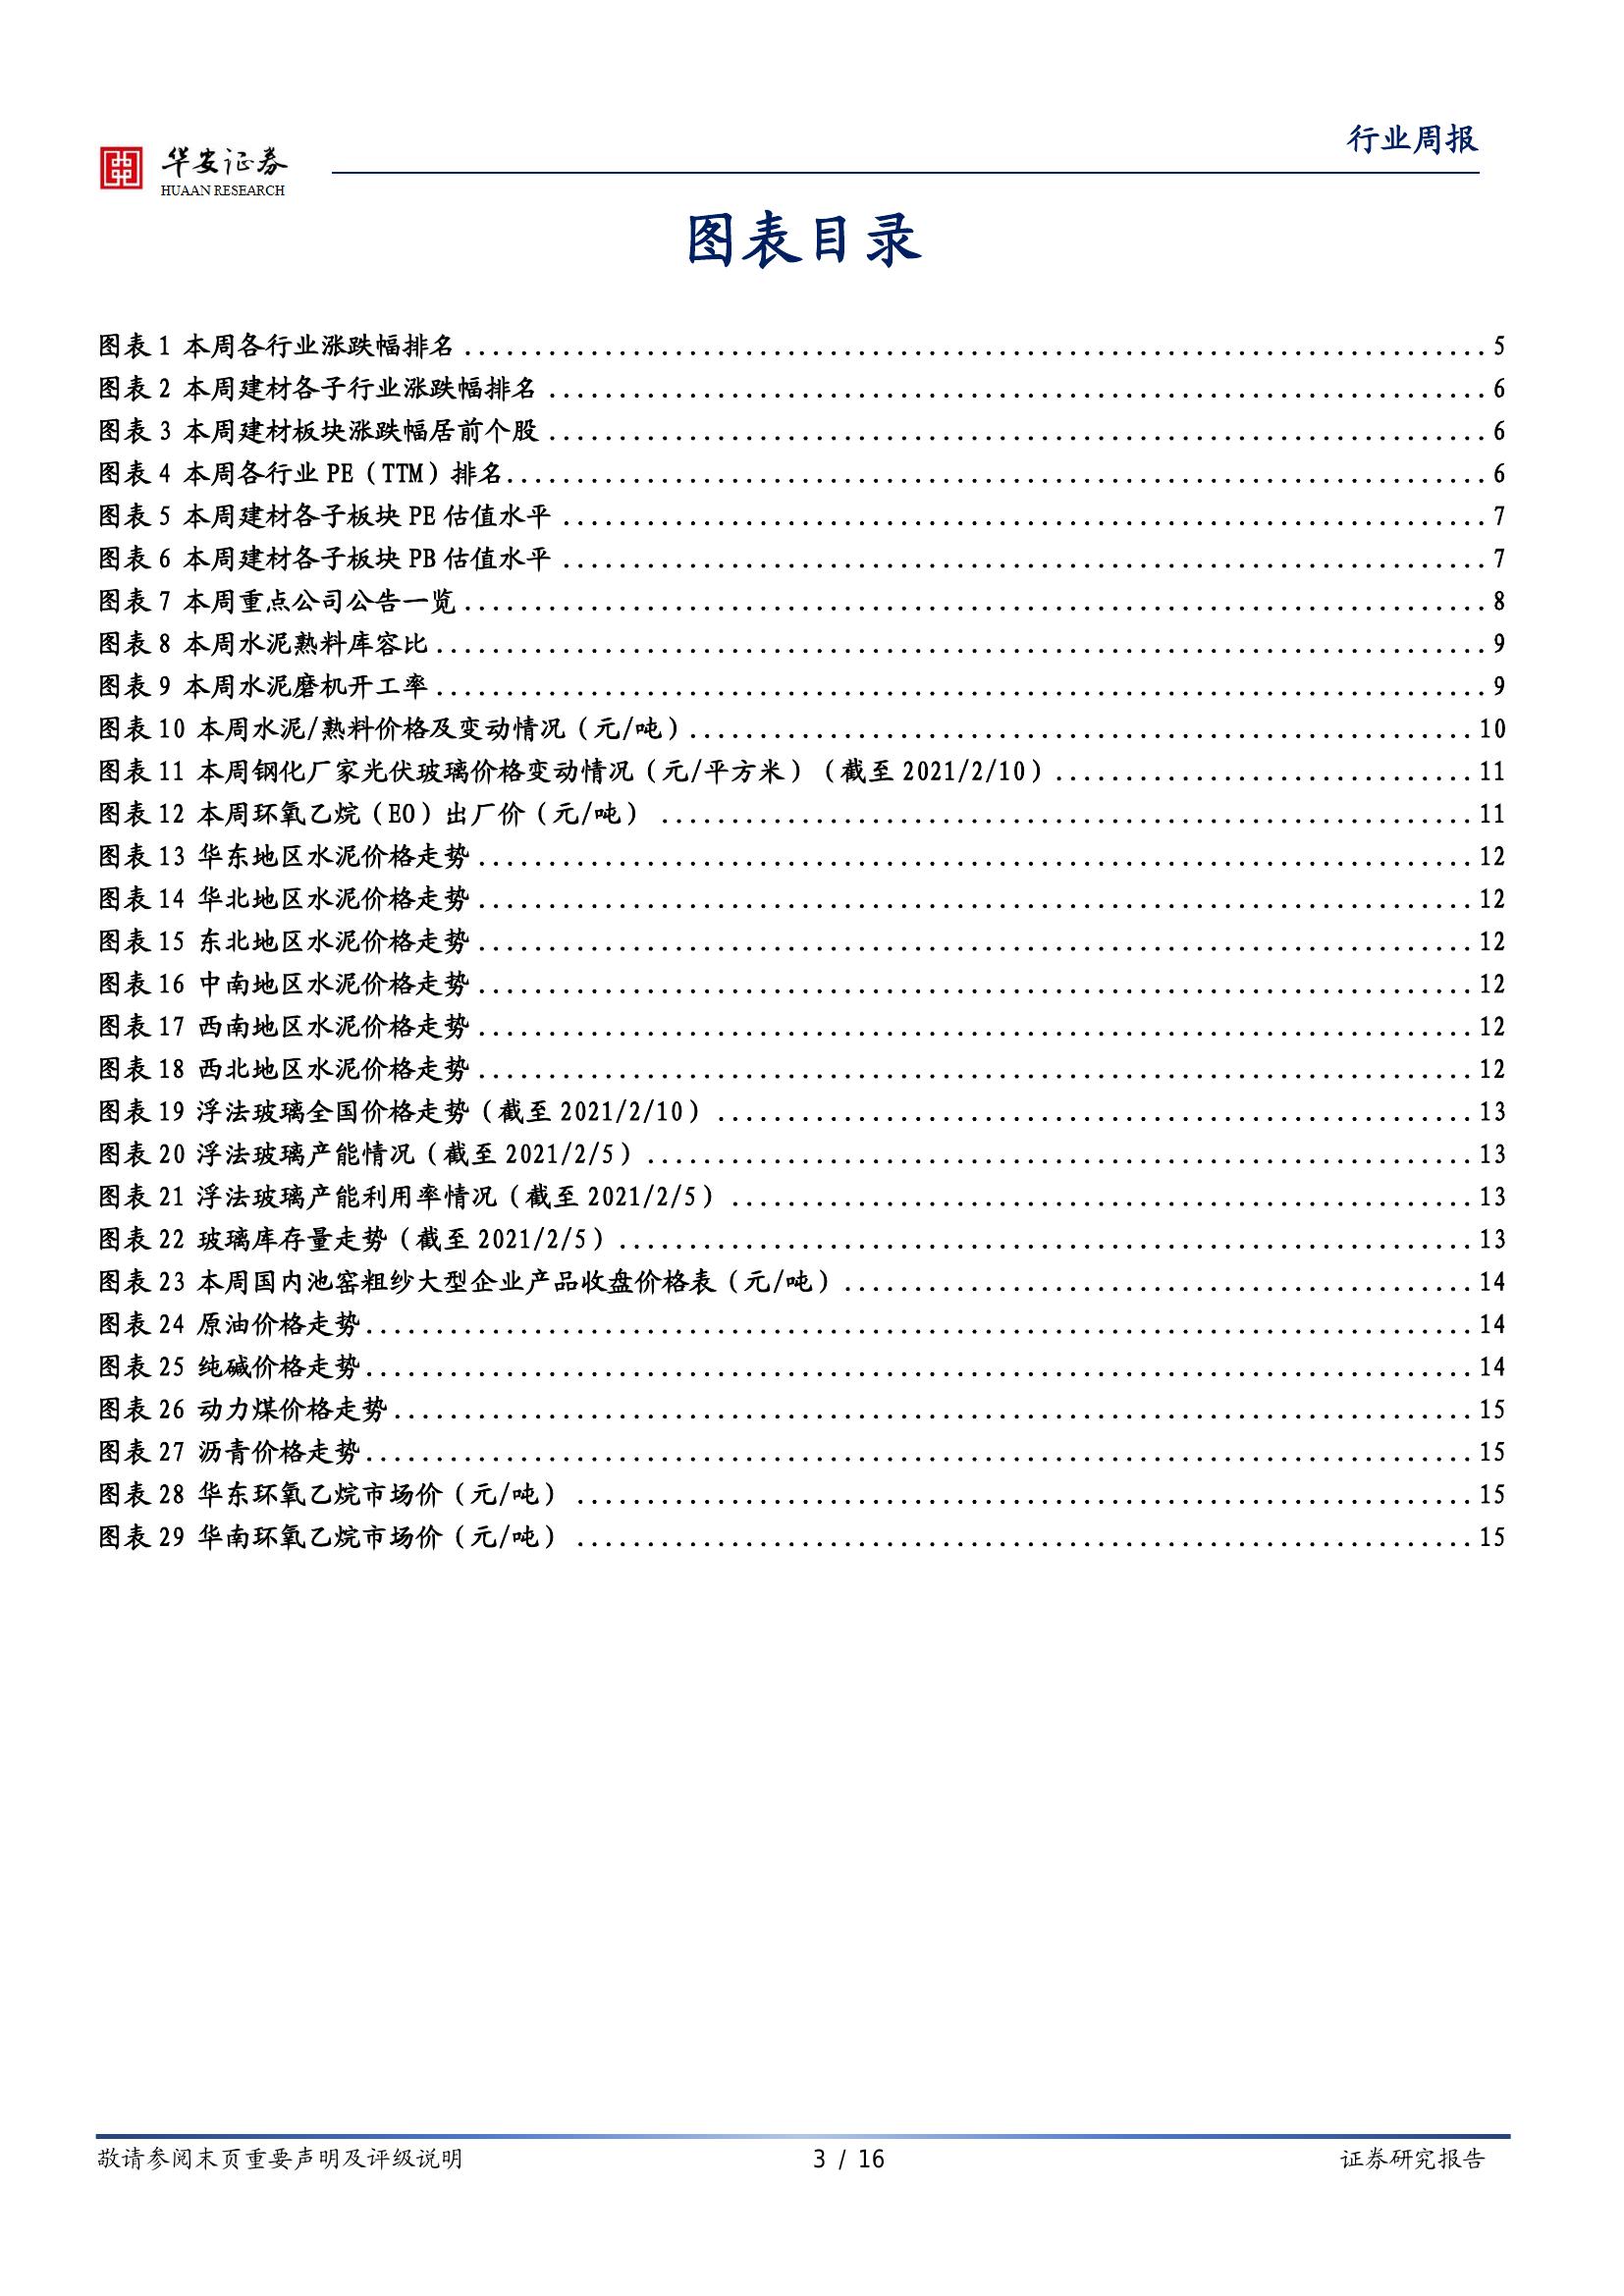 行业周报
华安证券
HUAAN RESEARCH
图表目录
图表 1 本周各行业涨跌幅排名 5
图表 2 本周建材各子行业涨跌幅排名 6
图表 3 本周建材板块涨跌幅居前个股 6
图表 4 本周各行业 PE（TTM）排名 6
图表 5 本周建材各子板块 PE 估值水平 7
图表 6 本周建材各子板块 PB 估值水平 7
图表 7 本周重点公司公告一览 8
图表 8 本周水泥熟料库容比 9
图表 9 本周水泥磨机开工率 9
图表 10 本周水泥/熟料价格及变动情况（元/吨） 10
图表 11 本周钢化厂家光伏玻璃价格变动情况（元/平方米）（截至 2021/2/10） 11
图表 12 本周环氧乙烷（EO）出厂价（元/吨） 11
图表 13 华东地区水泥价格走势 12
图表 14 华北地区水泥价格走势 12
图表 15 东北地区水泥价格走势 12
图表 16 中南地区水泥价格走势 12
图表 17 西南地区水泥价格走势 12
图表 18 西北地区水泥价格走势 12
图表 19 浮法玻璃全国价格走势（截至 2021/2/10） 13
图表 20 浮法玻璃产能情况（截至 2021/2/5） 13
图表 21 浮法玻璃产能利用率情况（截至 2021/2/5） 13
图表 22 玻璃库存量走势（截至 2021/2/5） 13
图表 23 本周国内池窑粗纱大型企业产品收盘价格表（元/吨） 14
图表 24 原油价格走势 14
图表 25 纯碱价格走势 14
图表 26 动力煤价格走势 15
图表 27 沥青价格走势 15
图表 28 华东环氧乙烷市场价（元/吨） 15
图表 29 华南环氧乙烷市场价（元/吨） 15
敬请参阅末页重要声明及评级说明 3 / 16 证券研究报告